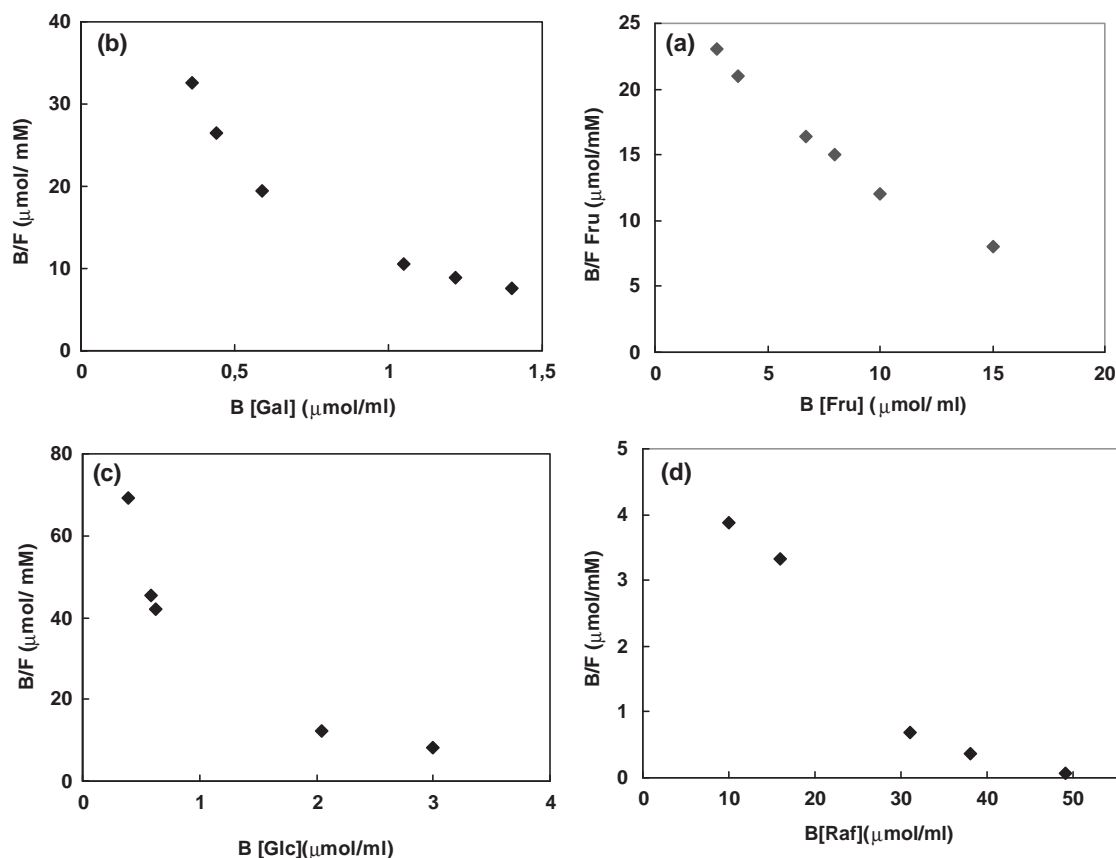 (b)
40
30
20
10
0
B/F (μmol/ mM)
0 0,5 1 1,5
B [Gal] (μmol/ml)
(a)
25
20
15
10
5
0
B/F Fru (μmol/mM)
0 5 10 15 20
B [Fru] (μmol/ ml)
(c)
80
60
40
20
0
B/F (μmol/ mM)
0 1 2 3 4
B [Glc](μmol/ml)
(d)
5
4
3
2
1
0
B/F (μmol/mM)
0 10 20 30 40 50
B[Raf](μmol/ml)